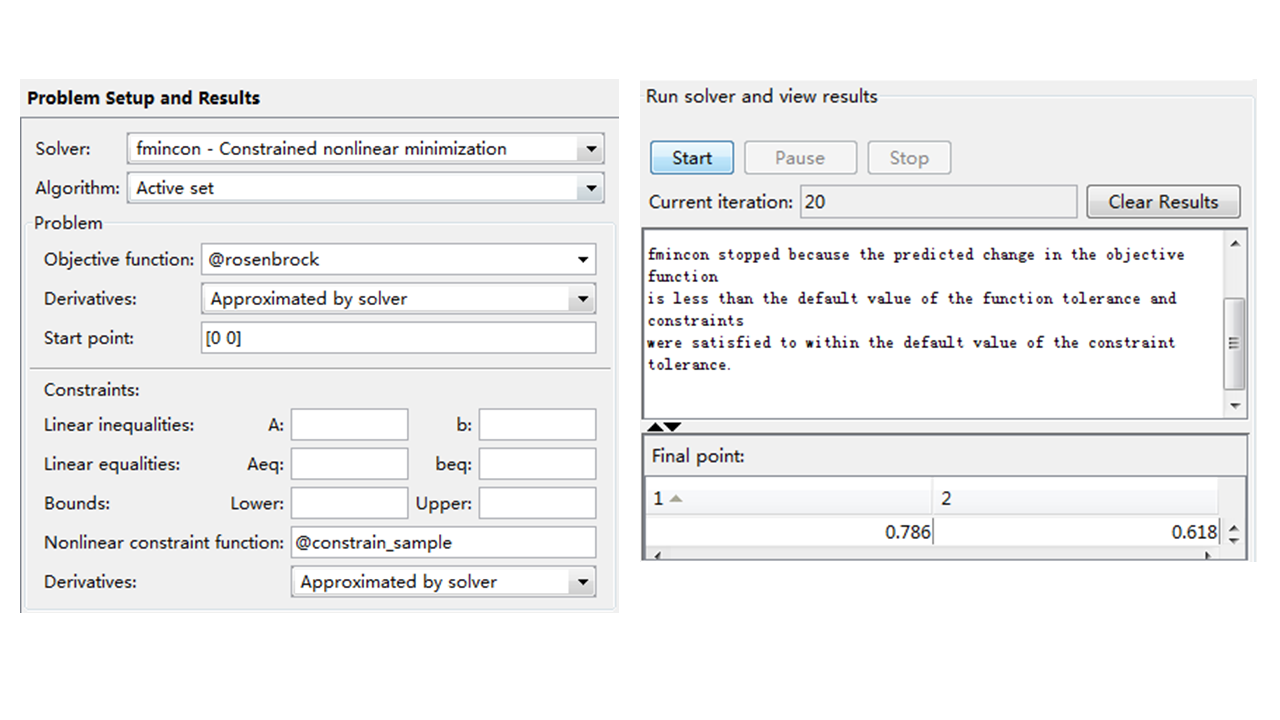 Problem Setup and Results
Solver: fmincon - Constrained nonlinear minimization
Algorithm: Active set
Problem
Objective function: @rosenbrock
Derivatives: Approximated by solver
Start point: [0 0]
Constraints:
Linear inequalities: A: b:
Linear equalities: Aeq: beq:
Bounds: Lower: Upper:
Nonlinear constraint function: @constrain_sample
Derivatives: Approximated by solver
Run solver and view results
Start Pause Stop
Current iteration: 20 Clear Results
fmincon stopped because the predicted change in the objective
function
is less than the default value of the function tolerance and
constraints
were satisfied to within the default value of the constraint
tolerance.
Final point:
1 2
0.786 0.618